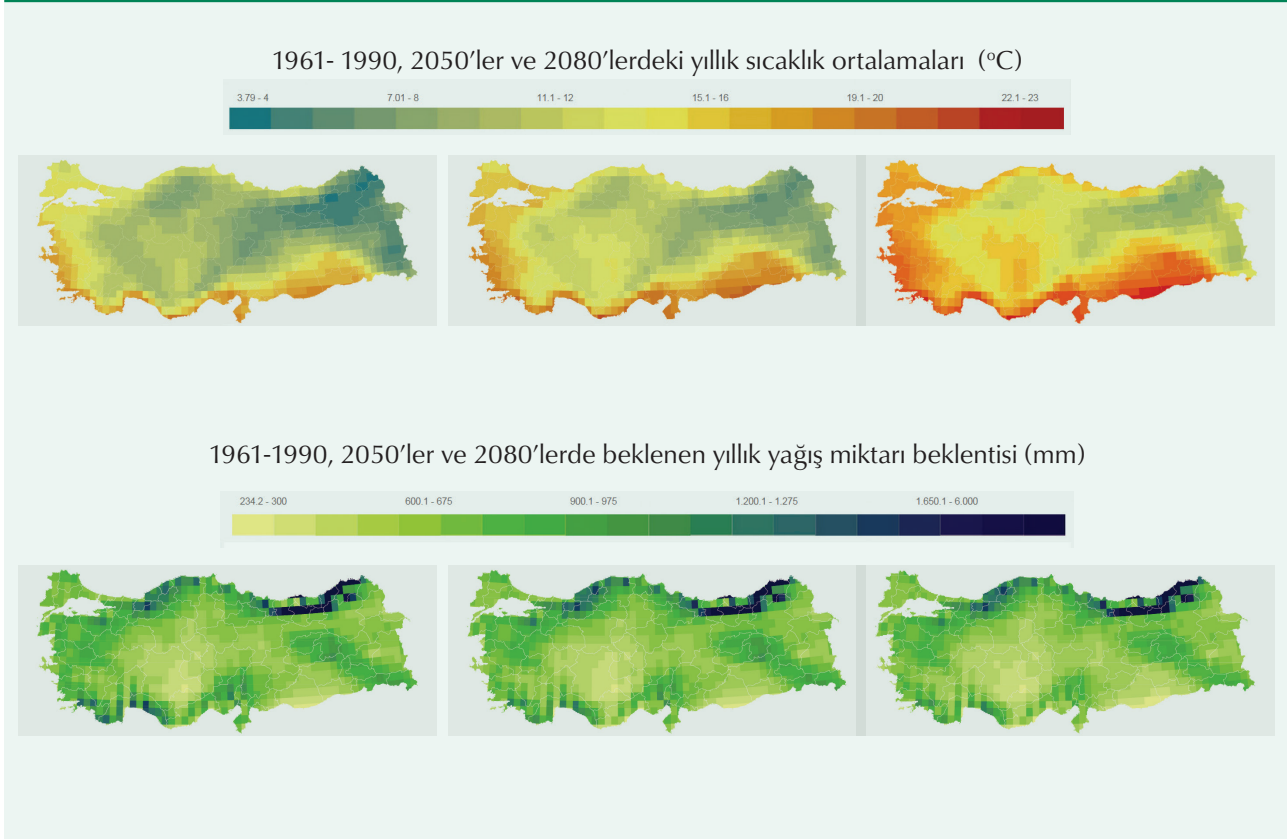 1961- 1990, 2050’ler ve 2080’lerdeki yıllık sıcaklık ortalamaları (°C)
3.79 - 4 7.01 - 8 11.1 - 12 15.1 - 16 19.1 - 20 22.1 - 23
1961-1990, 2050’ler ve 2080’lerde beklenen yıllık yağış miktarı beklentisi (mm)
234.2 - 300 600.1 - 675 900.1 - 975 1.200.1 - 1.275 1.650.1 - 6.000